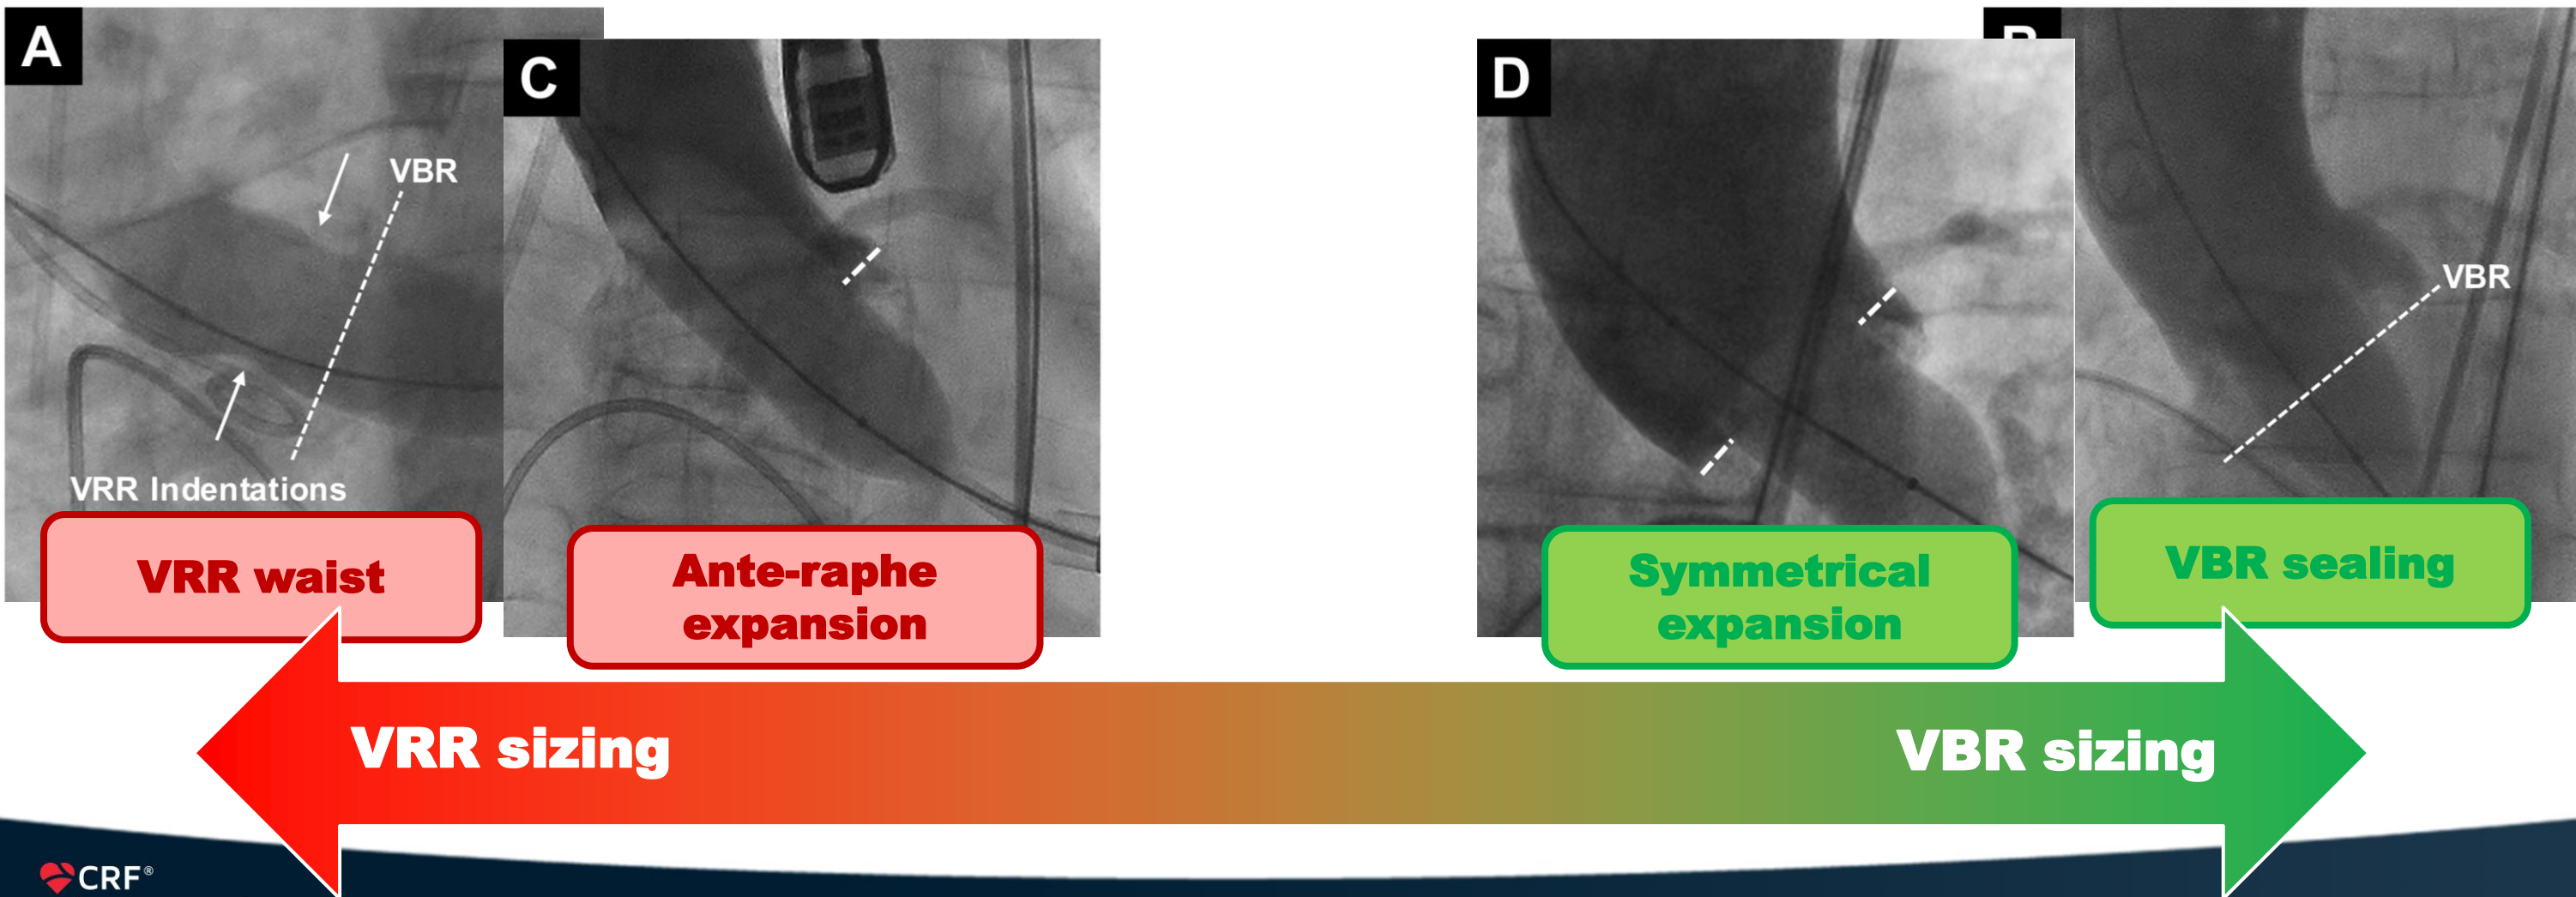 A
C
D
VBR
VRR Indentations
VBR
VRR waist
Ante-raphe
expansion
Symmetrical
expansion
VBR sealing
VRR sizing
VBR sizing
CRF®